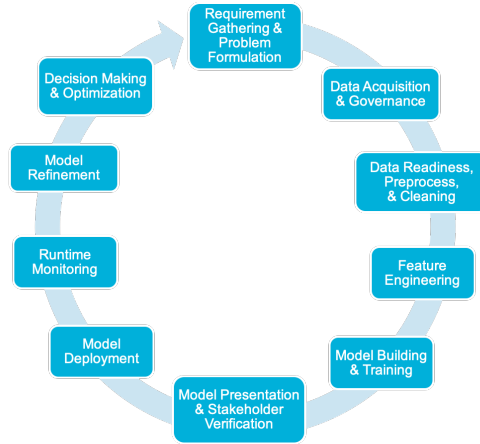 Requirement
Gathering &
Problem
Formulation
Data Acquisition
& Governance
Data Readiness,
Preprocess,
& Cleaning
Feature
Engineering
Model Building
& Training
Model Presentation
& Stakeholder
Verification
Model
Deployment
Runtime
Monitoring
Model
Refinement
Decision Making
& Optimization